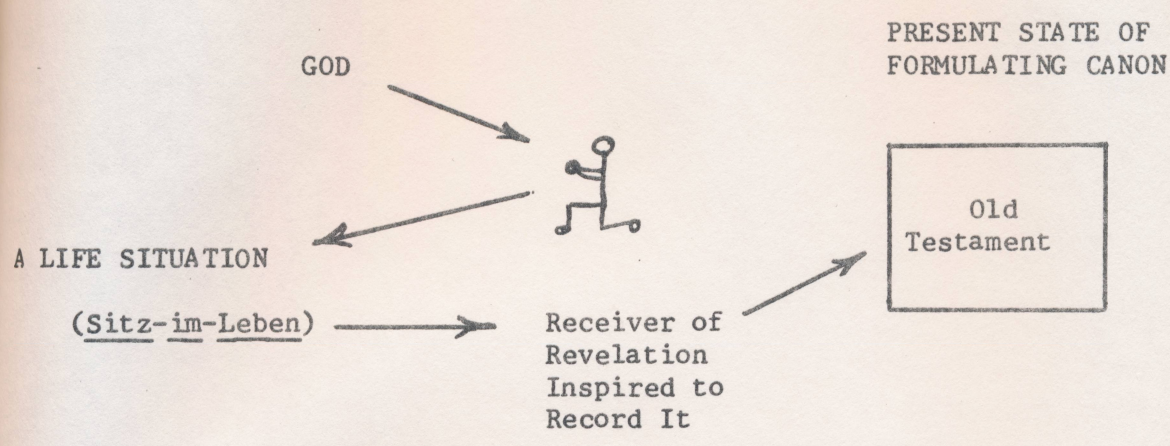 PRESENT STATE OF
FORMULATING CANON
GOD
Old
Testament
A LIFE SITUATION
(Sitz-im-Leben)
Receiver of
Revelation
Inspired to
Record It